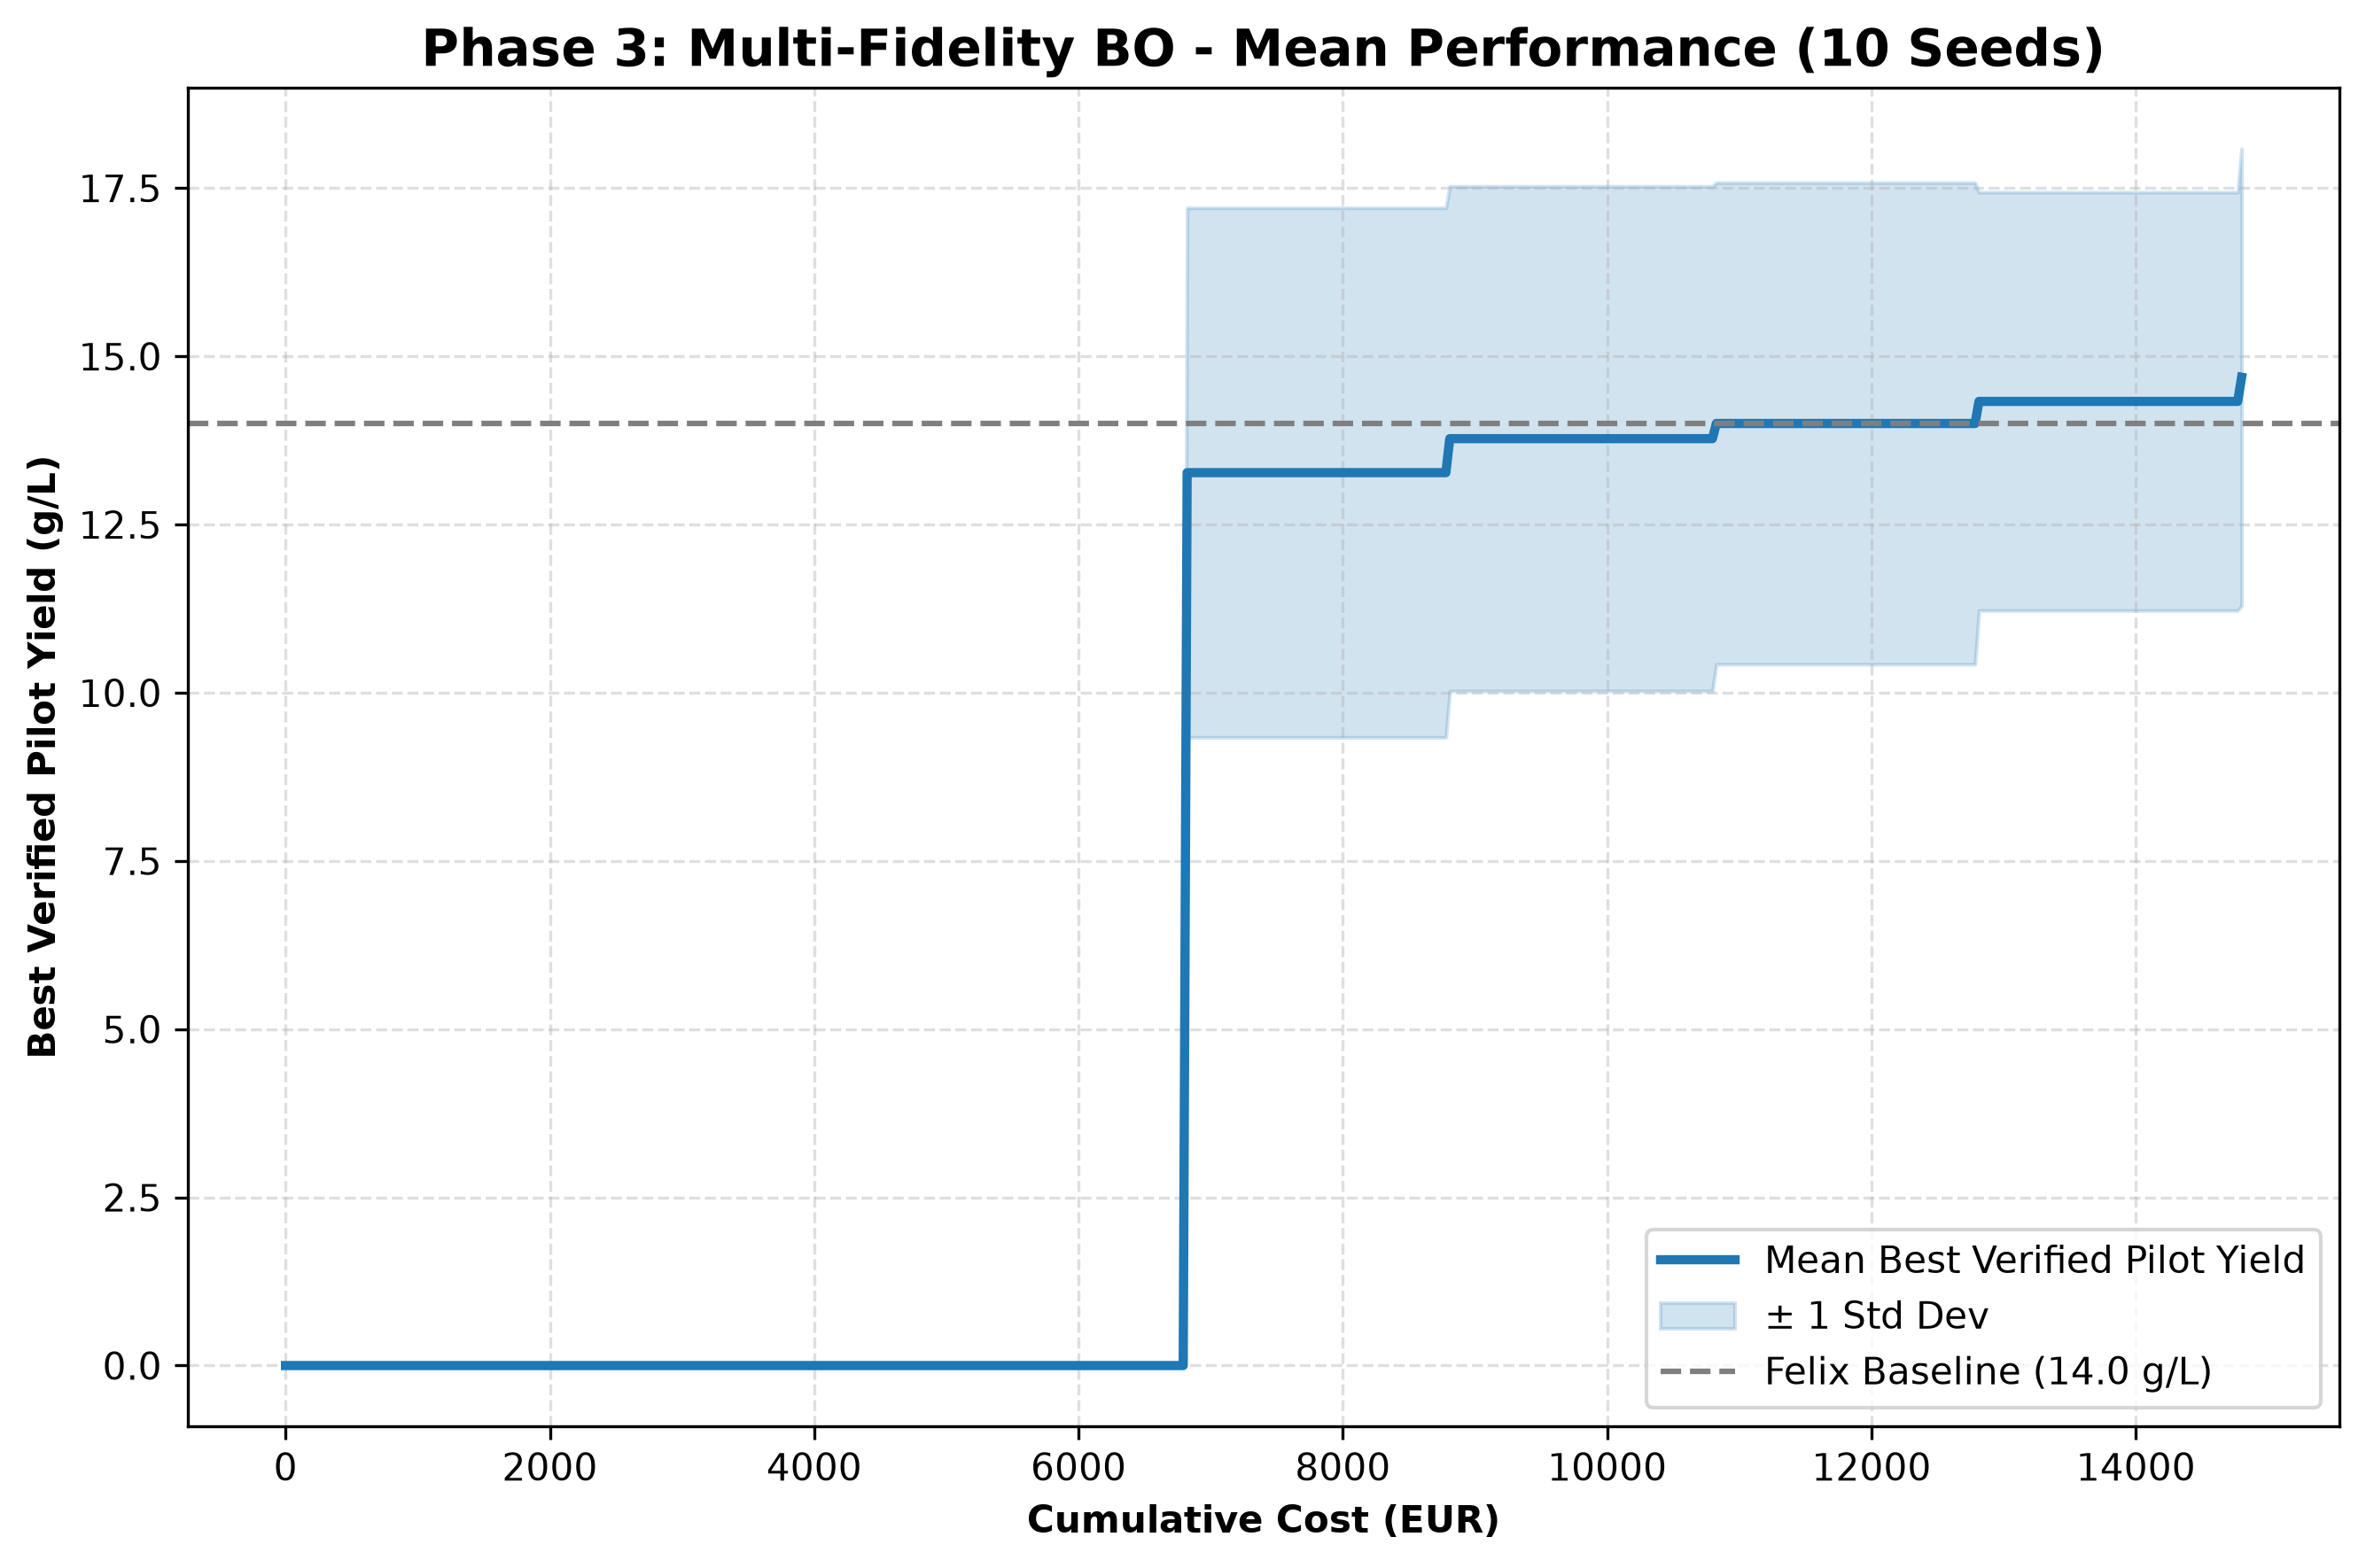 Phase 3: Multi-Fidelity BO - Mean Performance (10 Seeds)
Best Verified Pilot Yield (g/L)
17.5
15.0
12.5
10.0
7.5
5.0
2.5
0.0
Mean Best Verified Pilot Yield
± 1 Std Dev
Felix Baseline (14.0 g/L)
0 2000 4000 6000 8000 10000 12000 14000
Cumulative Cost (EUR)